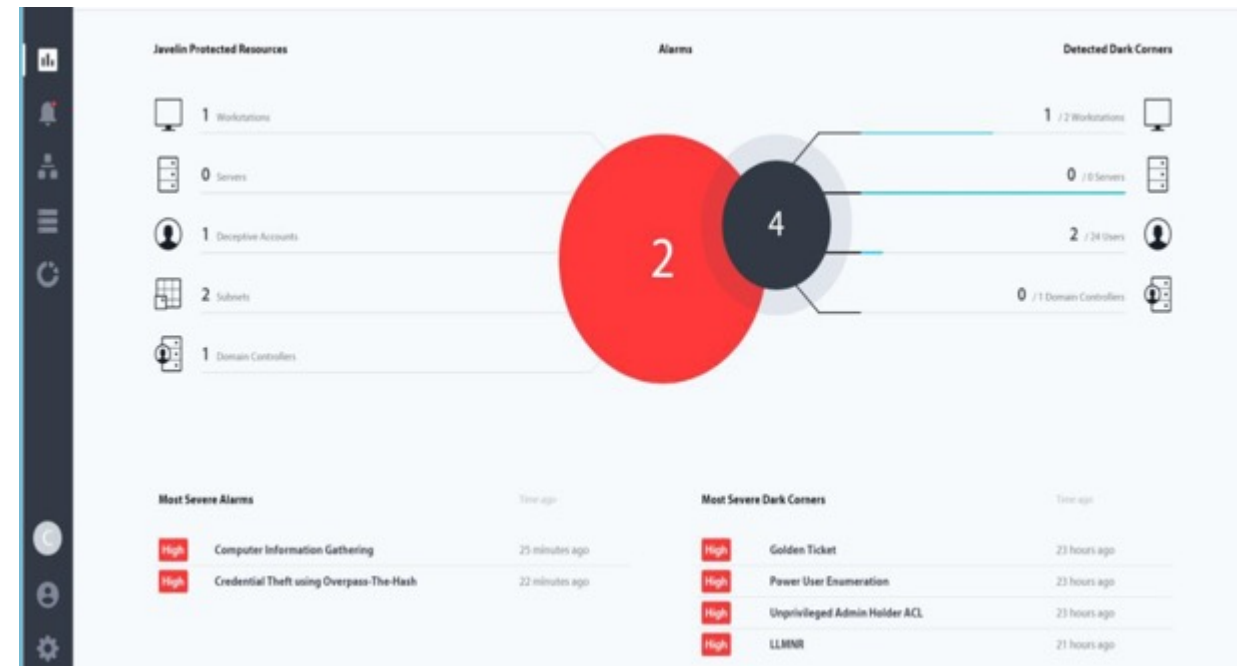 Javelin Protected Resources
Alarms
Detected Dark Corners
1 Workstations
0 Servers
1 Deceptive Accounts
2 Subnets
1 Domain Controllers
2
4
1 / 2 Workstations
0 / 0 Servers
2 / 24 Users
0 / 1 Domain Controllers
C
Most Severe Alarms Time ago
High Computer Information Gathering 25 minutes ago
High Credential Theft using Overpass-The-Hash 22 minutes ago
Most Severe Dark Corners Time ago
High Golden Ticket 23 hours ago
High Power User Enumeration 23 hours ago
High Unprivileged Admin Holder ACL 23 hours ago
High LLMNR 21 hours ago